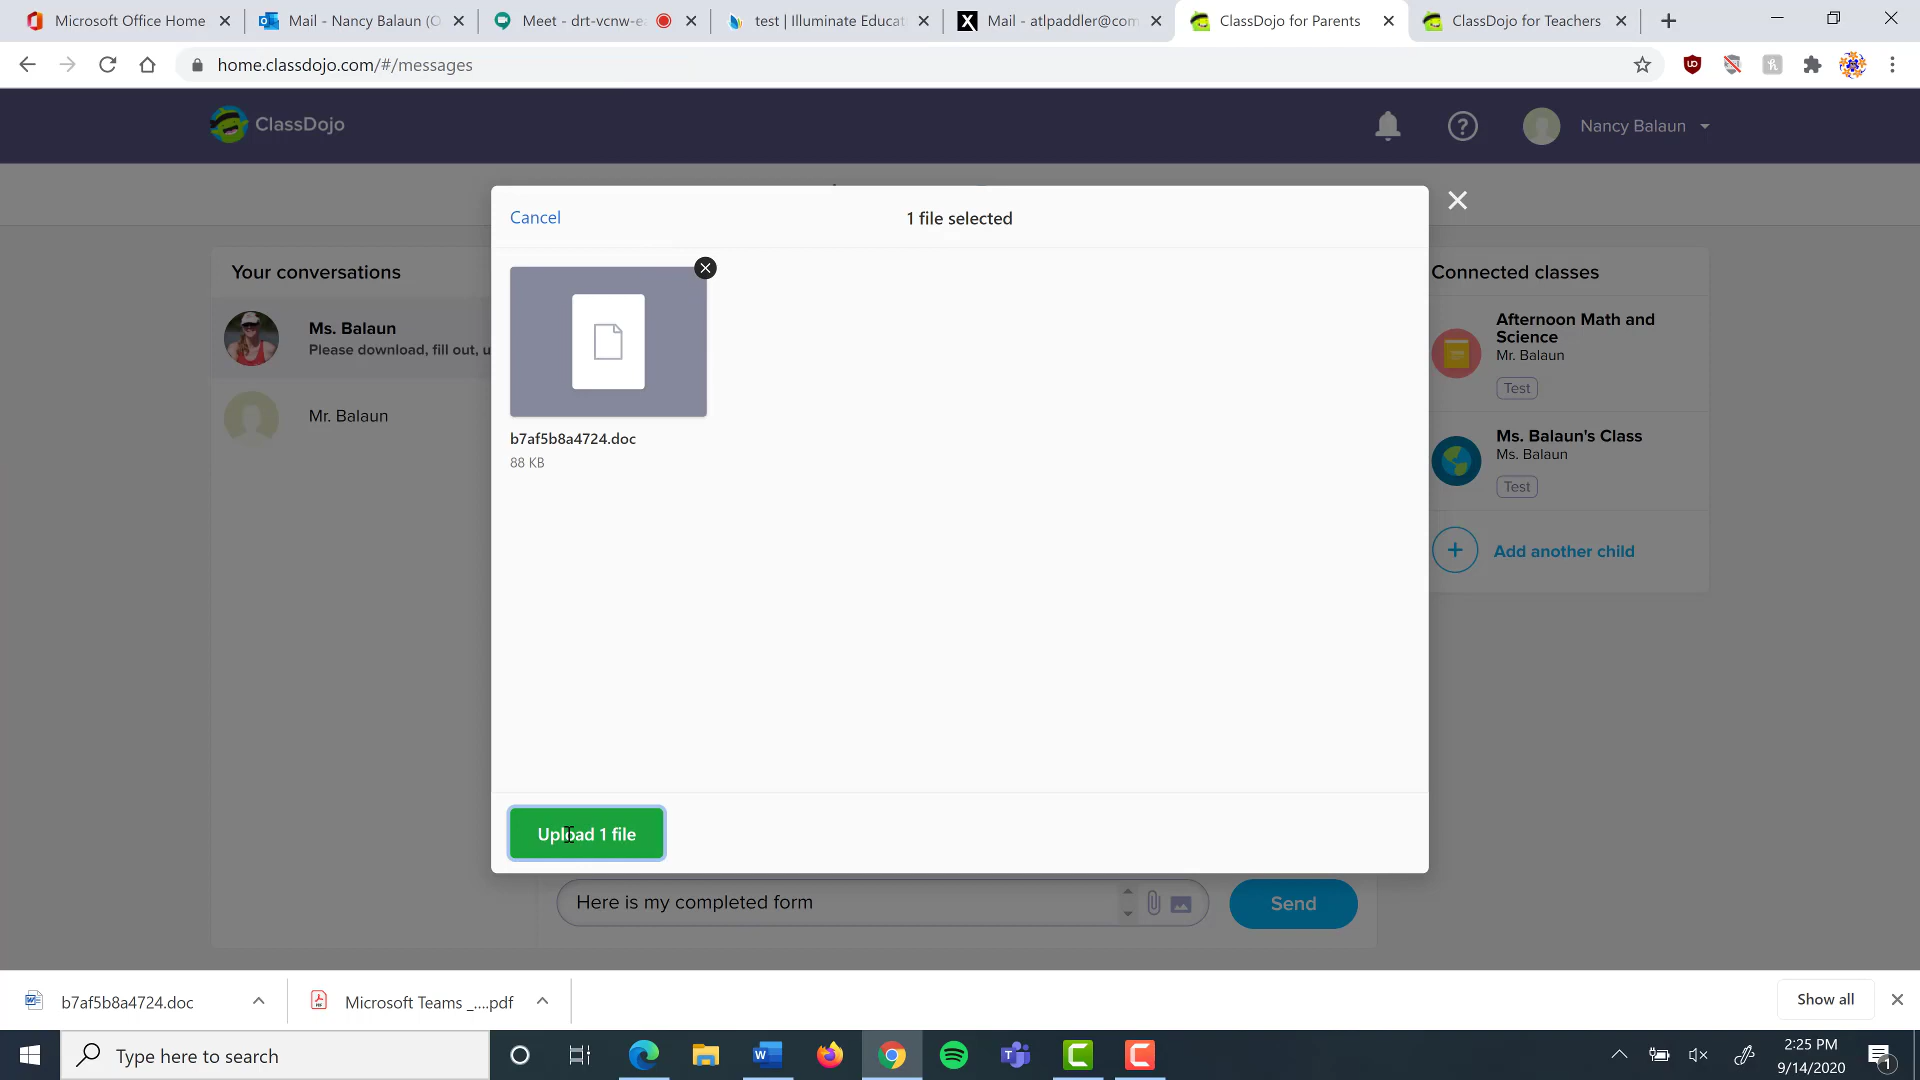 Microsoft Office Home
Mail - Nancy Balaun (O
Meet - drt-vcnw-e
test | Illuminate Educat
Mail - atlpaddler@com
ClassDojo for Parents
ClassDojo for Teachers
home.classdojo.com/#/messages
ClassDojo
Nancy Balaun
Cancel
1 file selected
Your conversations
Connected classes
Ms. Balaun
Please download, fill out, u
Mr. Balaun
b7af5b8a4724.doc
88 KB
Afternoon Math and
Science
Mr. Balaun
Test
Ms. Balaun's Class
Ms. Balaun
Test
Add another child
Upload 1 file
Here is my completed form
Send
b7af5b8a4724.doc
Microsoft Teams _....pdf
Show all
Type here to search
2:25 PM
9/14/2020
1